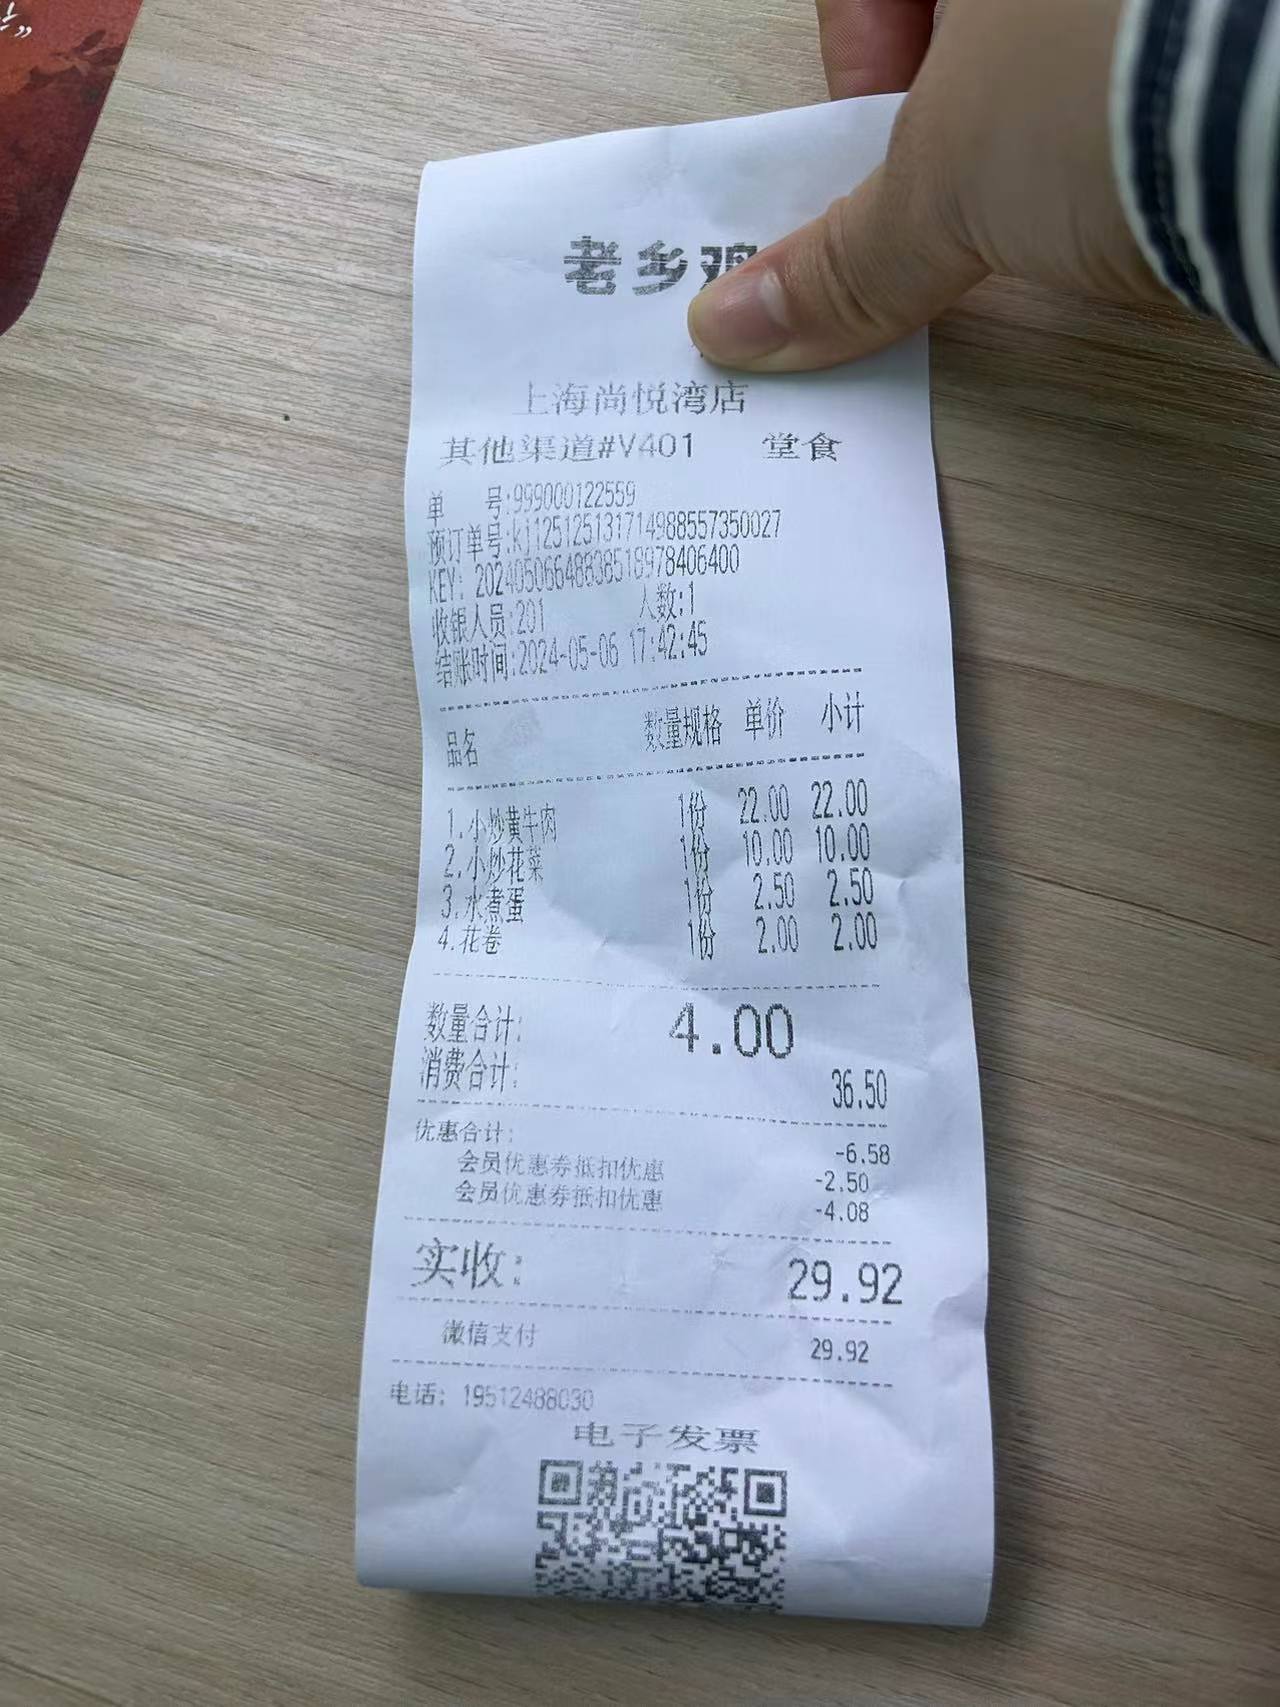 老乡鸡
上海尚悦湾店
其他渠道#V401 堂食
单 号:999000122559
预订单号:kj125125131714988557350027
KEY: 20240506648838518978406400
收银人员:201 人数:1
结账时间:2024-05-06 17:42:45
品名 数量规格 单价 小计
1.小炒黄牛肉 1份 22.00 22.00
2.小炒花菜 1份 10.00 10.00
3.水煮蛋 1份 2.50 2.50
4.花卷 1份 2.00 2.00
数量合计: 4.00
消费合计: 36.50
优惠合计: -6.58
会员优惠券抵扣优惠 -2.50
会员优惠券抵扣优惠 -4.08
实收: 29.92
微信支付 29.92
电话: 19512488030
电子发票